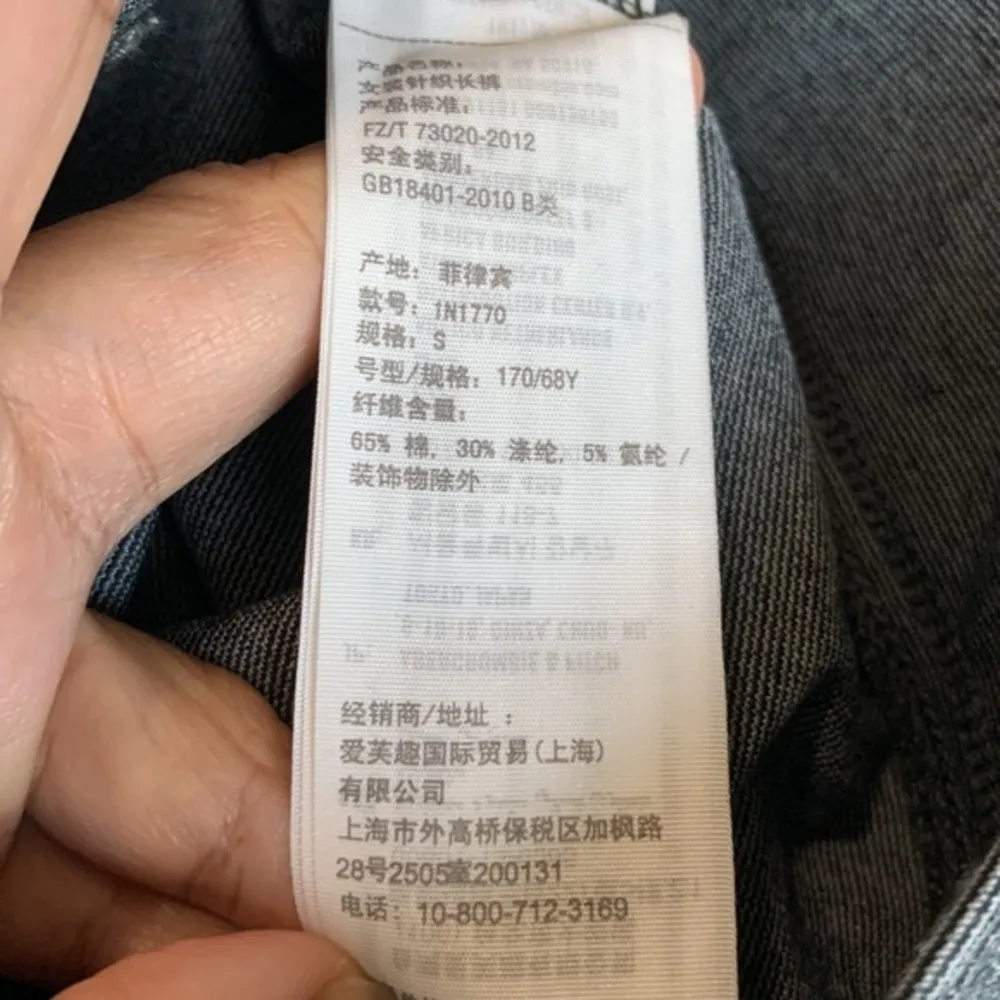 产品名称：
女装针织长裤
产品标准：
FZ/T 73020-2012
安全类别：
GB18401-2010 B类
产地：菲律宾
款号：1N1770
规格：S
号型/规格：170/68Y
纤维含量：
65% 棉, 30% 涤纶, 5% 氨纶 /
装饰物除外
经销商/地址 ：
爱芙趣国际贸易(上海)
有限公司
上海市外高桥保税区加枫路
28号2505室200131
电话：10-800-712-3169